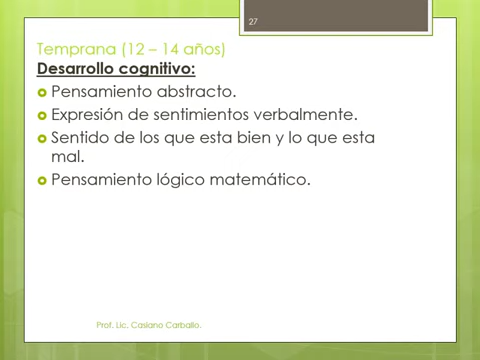 27
Temprana (12 – 14 años)
Desarrollo cognitivo:
Pensamiento abstracto.
Expresión de sentimientos verbalmente.
Sentido de los que esta bien y lo que esta
mal.
Pensamiento lógico matemático.
Prof. Lic. Casiano Carballo.